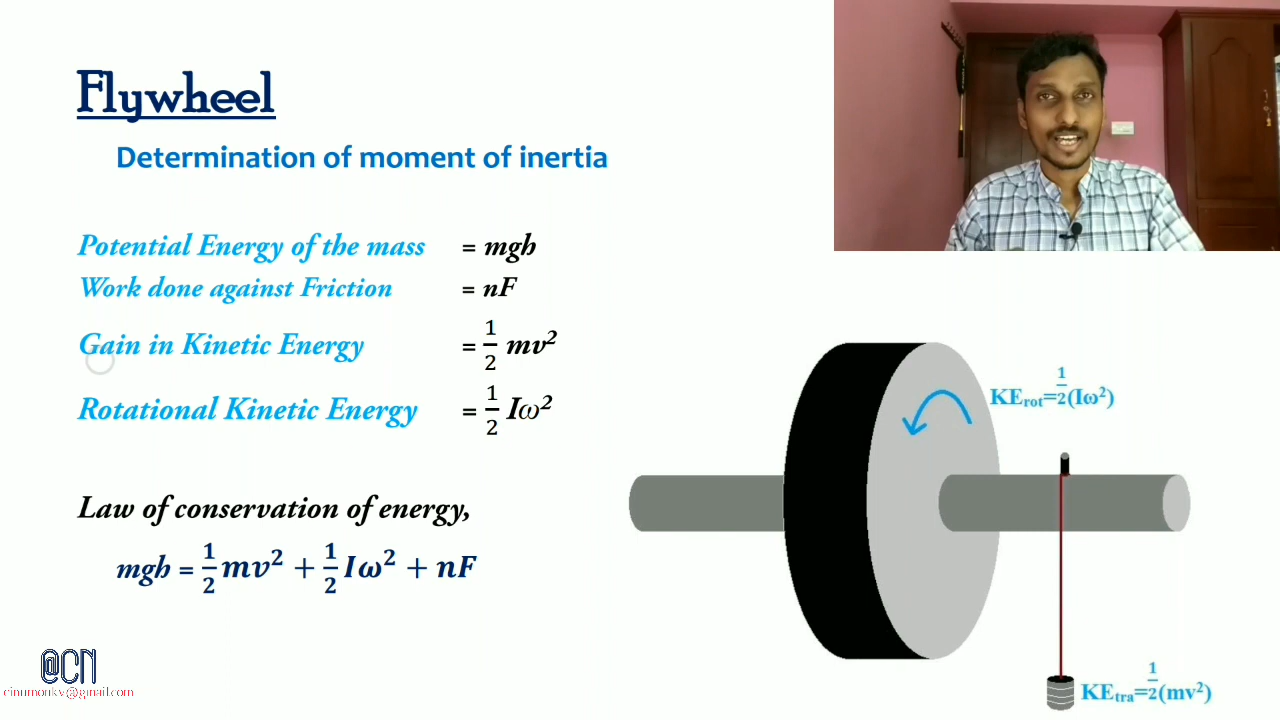 Flywheel
Determination of moment of inertia
Potential Energy of the mass = mgh
Work done against Friction = nF
Gain in Kinetic Energy = 1/2 mv²
Rotational Kinetic Energy = 1/2 Iω²
Law of conservation of energy,
mgh = 1/2 mv² + 1/2 Iω² + nF
KErot=1/2(Iω²)
KEtra=1/2(mv²)
@CN
cinumonkv@gmail.com